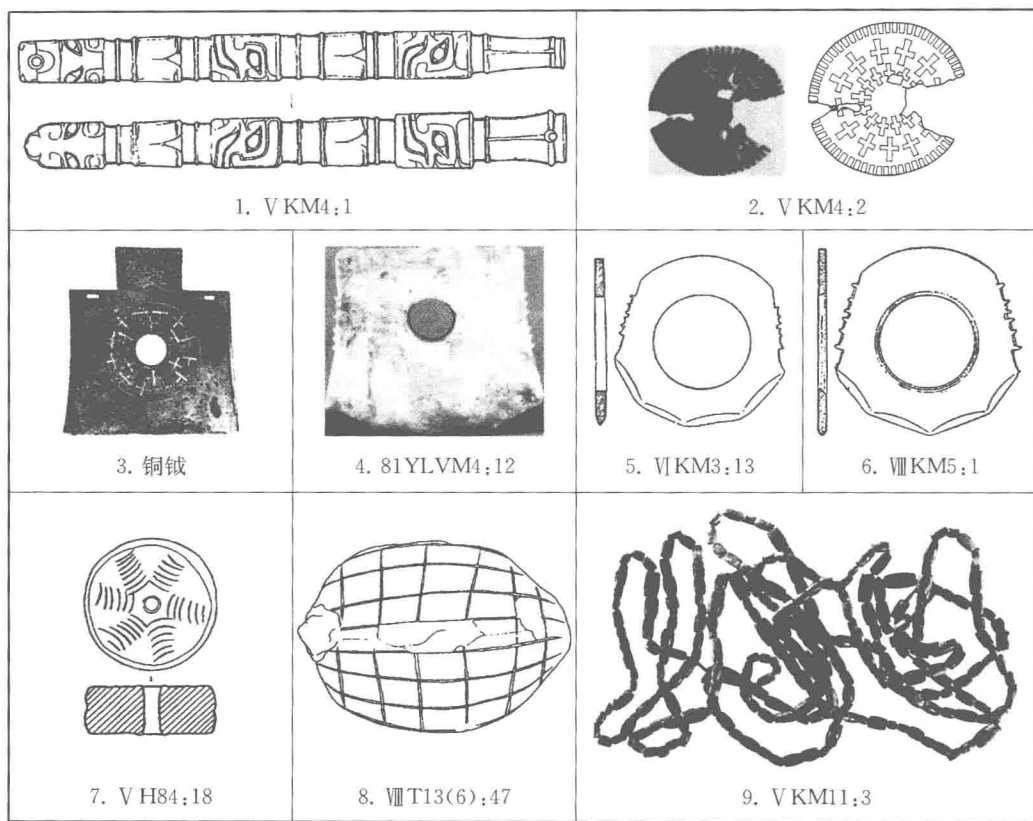 1. ⅤKM4:1
2. ⅤKM4:2
3. 铜钺
4. 81YLVM4:12
5. ⅥKM3:13
6. ⅧKM5:1
7. ⅤH84:18
8. ⅧT13(6):47
9. ⅤKM11:3